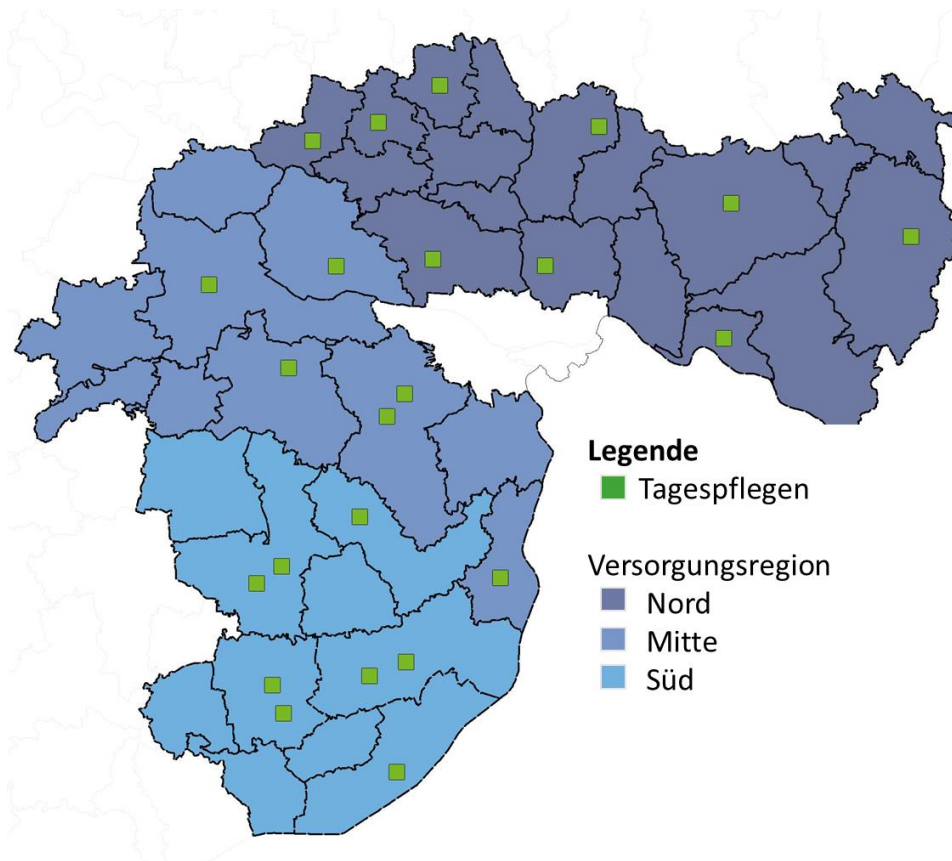 Legende
Tagespflegen
Versorgungsregion
Nord
Mitte
Süd